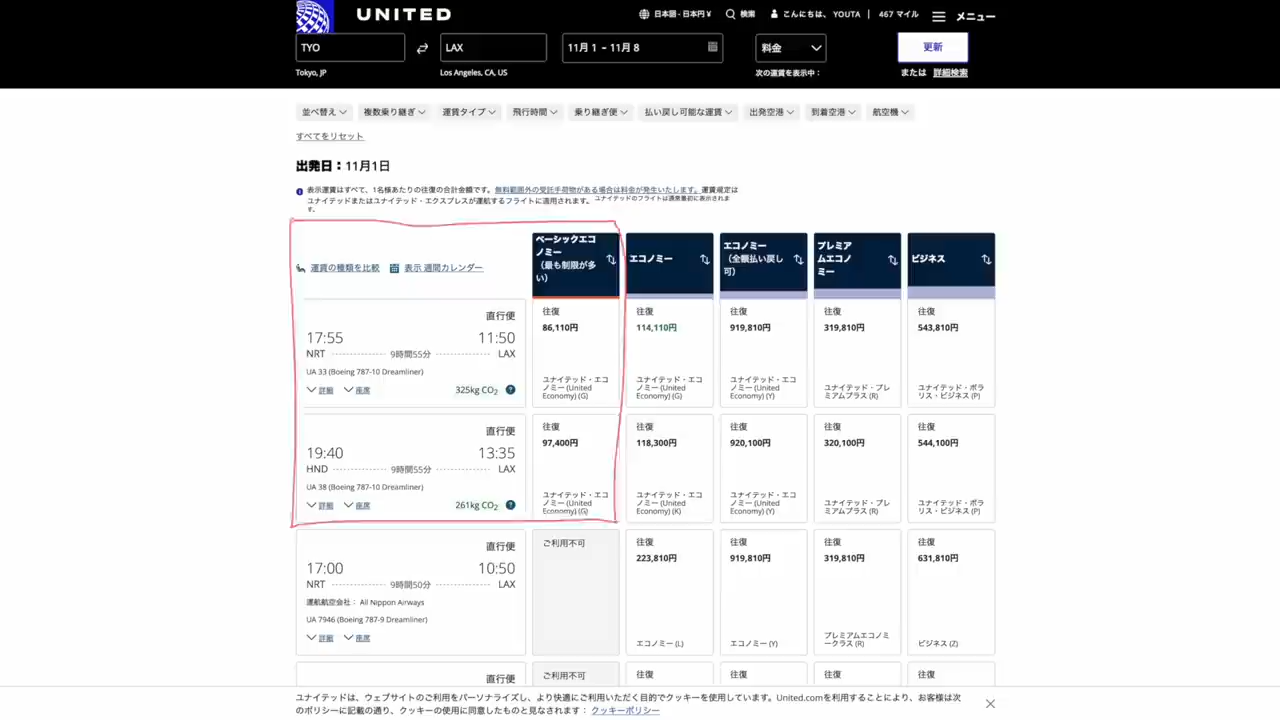 UNITED
日本語 - 日本円 ¥
検索
こんにちは、 YOUTA | 467 マイル
メニュー
TYO
LAX
11月 1 - 11月 8
料金
更新
Tokyo, JP
Los Angeles, CA, US
次の運賃を表示中：
または 詳細検索
並べ替え
複数乗り継ぎ
運賃タイプ
飛行時間
乗り継ぎ便
払い戻し可能な運賃
出発空港
到着空港
航空機
すべてをリセット
出発日：11月1日
表示運賃はすべて、1名様あたりの往復の合計金額です。無料範囲外の受託手荷物がある場合は料金が発生いたします。運賃規定は
ユナイテッドまたはユナイテッド・エクスプレスが運航するフライトに適用されます。ユナイテッドのフライトは通常最初に表示されま
す。
運賃の種類を比較
表示 週間カレンダー
ベーシックエコ
ノミー
（最も制限が多
い）
エコノミー
エコノミー
（全額払い戻し
可）
プレミア
ムエコノ
ミー
ビジネス
直行便
17:55
11:50
NRT
9時間55分
LAX
UA 33 (Boeing 787-10 Dreamliner)
詳細
座席
325kg CO2
往復
86,110円
ユナイテッド・エコ
ノミー (United
Economy) (G)
往復
114,110円
ユナイテッド・エコ
ノミー (United
Economy) (G)
往復
919,810円
ユナイテッド・エコ
ノミー (United
Economy) (Y)
往復
319,810円
ユナイテッド・プレ
ミアムプラス (R)
往復
543,810円
ユナイテッド・ポラ
リス・ビジネス (P)
直行便
19:40
13:35
HND
9時間55分
LAX
UA 38 (Boeing 787-10 Dreamliner)
詳細
座席
261kg CO2
往復
97,400円
ユナイテッド・エコ
ノミー (United
Economy) (G)
往復
118,300円
ユナイテッド・エコ
ノミー (United
Economy) (K)
往復
920,100円
ユナイテッド・エコ
ノミー (United
Economy) (Y)
往復
320,100円
ユナイテッド・プレ
ミアムプラス (R)
往復
544,100円
ユナイテッド・ポラ
リス・ビジネス (P)
直行便
17:00
10:50
NRT
9時間50分
LAX
運航航空会社： All Nippon Airways
UA 7946 (Boeing 787-9 Dreamliner)
詳細
座席
ご利用不可
往復
223,810円
エコノミー (L)
往復
919,810円
エコノミー (Y)
往復
319,810円
プレミアムエコノミ
ークラス (R)
往復
631,810円
ビジネス (Z)
直行便
ご利用不可
往復
往復
往復
往復
ユナイテッドは、ウェブサイトのご利用をパーソナライズし、より快適にご利用いただく目的でクッキーを使用しています。United.comを利用することにより、お客様は次
のポリシーに記載の通り、クッキーの使用に同意したものと見なされます： クッキーポリシー